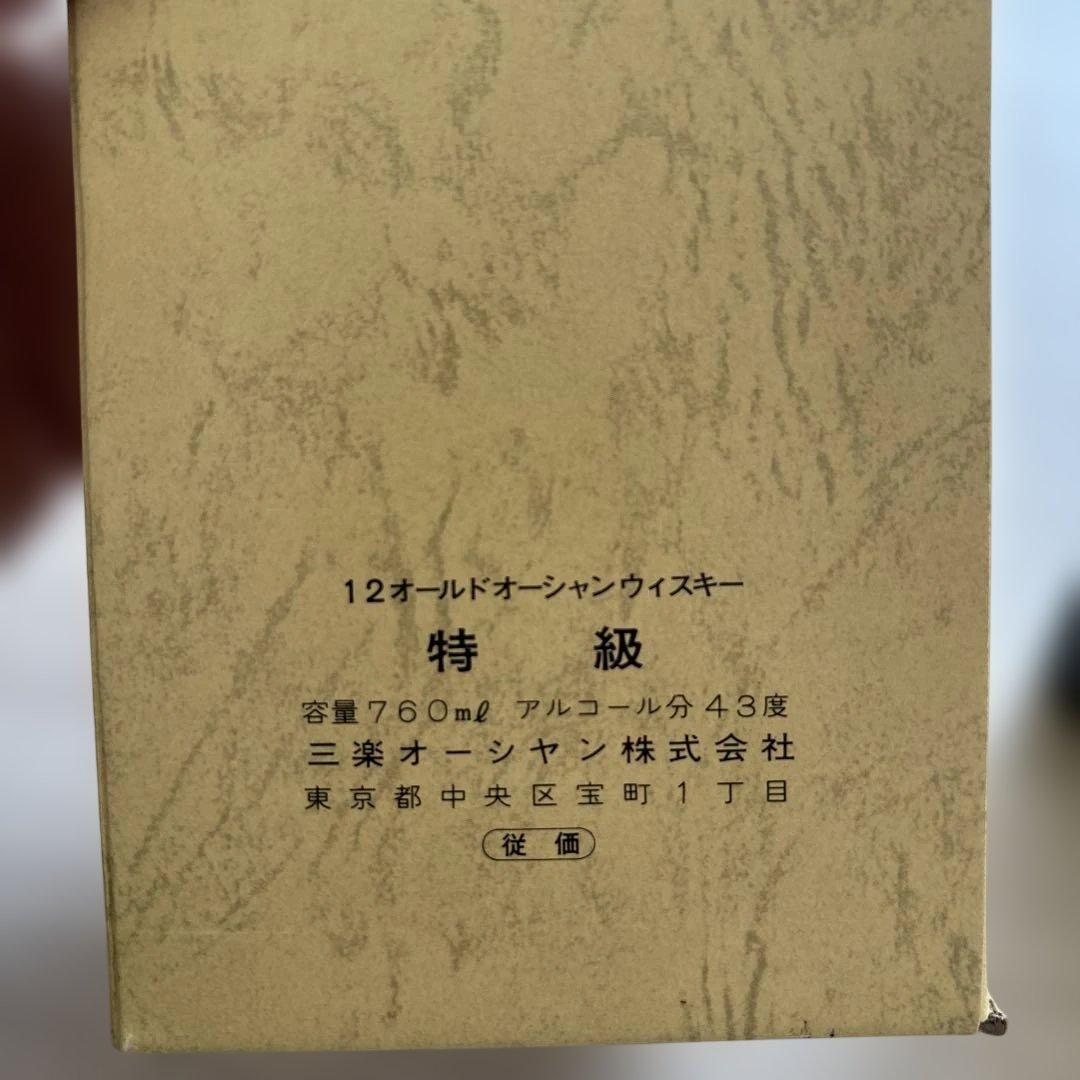 12オールドオーシャンウィスキー
特 級
容量760mℓ アルコール分43度
三楽オーシヤン株式会社
東京都中央区宝町1丁目
従 価